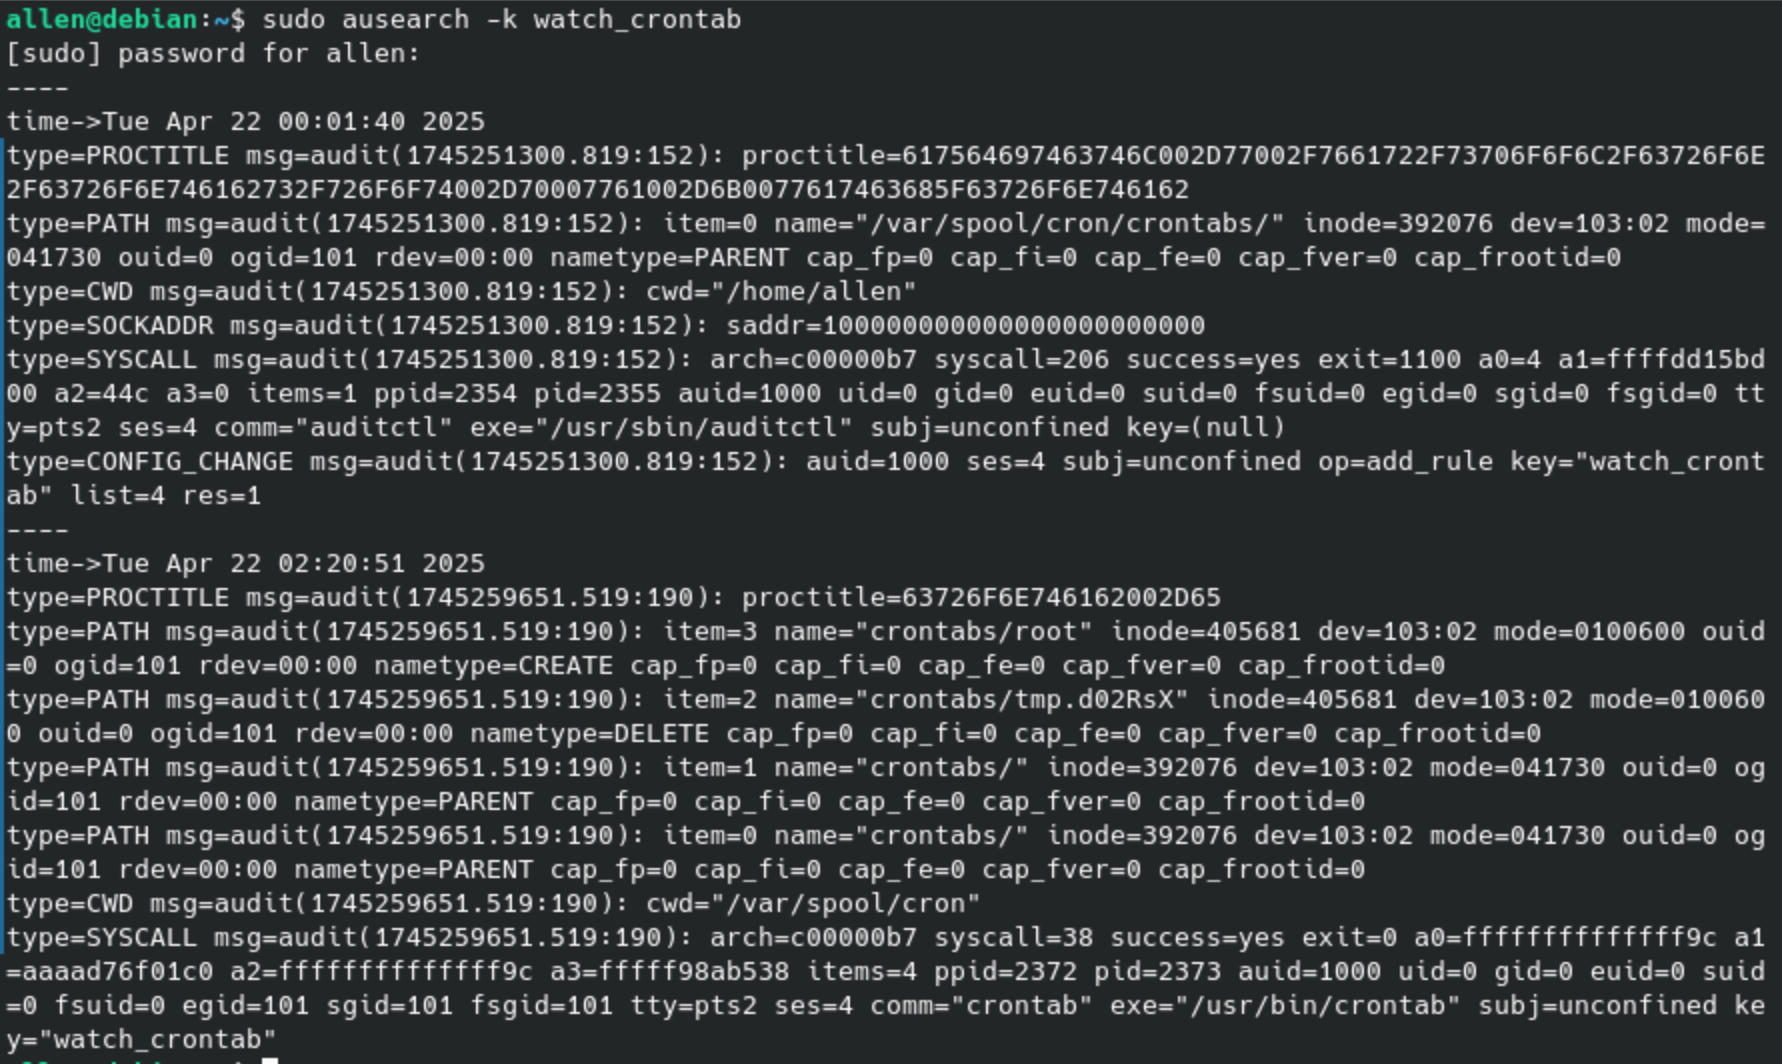 allen@debian:~$ sudo ausearch -k watch_crontab
[sudo] password for allen:
----
time->Tue Apr 22 00:01:40 2025
type=PROCTITLE msg=audit(1745251300.819:152): proctitle=617564697463746C002D77002F7661722F73706F6F6C2F63726F6E
2F63726F6E746162732F726F6F74002D70007761002D6B0077617463685F63726F6E746162
type=PATH msg=audit(1745251300.819:152): item=0 name="/var/spool/cron/crontabs/" inode=392076 dev=103:02 mode=
041730 ouid=0 ogid=101 rdev=00:00 nametype=PARENT cap_fp=0 cap_fi=0 cap_fe=0 cap_fver=0 cap_frootid=0
type=CWD msg=audit(1745251300.819:152): cwd="/home/allen"
type=SOCKADDR msg=audit(1745251300.819:152): saddr=100000000000000000000000
type=SYSCALL msg=audit(1745251300.819:152): arch=c00000b7 syscall=206 success=yes exit=1100 a0=4 a1=ffffdd15bd
00 a2=44c a3=0 items=1 ppid=2354 pid=2355 auid=1000 uid=0 gid=0 euid=0 suid=0 fsuid=0 egid=0 sgid=0 fsgid=0 tt
y=pts2 ses=4 comm="auditctl" exe="/usr/sbin/auditctl" subj=unconfined key=(null)
type=CONFIG_CHANGE msg=audit(1745251300.819:152): auid=1000 ses=4 subj=unconfined op=add_rule key="watch_cront
ab" list=4 res=1
----
time->Tue Apr 22 02:20:51 2025
type=PROCTITLE msg=audit(1745259651.519:190): proctitle=63726F6E746162002D65
type=PATH msg=audit(1745259651.519:190): item=3 name="crontabs/root" inode=405681 dev=103:02 mode=0100600 ouid
=0 ogid=101 rdev=00:00 nametype=CREATE cap_fp=0 cap_fi=0 cap_fe=0 cap_fver=0 cap_frootid=0
type=PATH msg=audit(1745259651.519:190): item=2 name="crontabs/tmp.d02RsX" inode=405681 dev=103:02 mode=010060
0 ouid=0 ogid=101 rdev=00:00 nametype=DELETE cap_fp=0 cap_fi=0 cap_fe=0 cap_fver=0 cap_frootid=0
type=PATH msg=audit(1745259651.519:190): item=1 name="crontabs/" inode=392076 dev=103:02 mode=041730 ouid=0 og
id=101 rdev=00:00 nametype=PARENT cap_fp=0 cap_fi=0 cap_fe=0 cap_fver=0 cap_frootid=0
type=PATH msg=audit(1745259651.519:190): item=0 name="crontabs/" inode=392076 dev=103:02 mode=041730 ouid=0 og
id=101 rdev=00:00 nametype=PARENT cap_fp=0 cap_fi=0 cap_fe=0 cap_fver=0 cap_frootid=0
type=CWD msg=audit(1745259651.519:190): cwd="/var/spool/cron"
type=SYSCALL msg=audit(1745259651.519:190): arch=c00000b7 syscall=38 success=yes exit=0 a0=ffffffffffffff9c a1
=aaaad76f01c0 a2=ffffffffffffff9c a3=fffff98ab538 items=4 ppid=2372 pid=2373 auid=1000 uid=0 gid=0 euid=0 suid
=0 fsuid=0 egid=101 sgid=101 fsgid=101 tty=pts2 ses=4 comm="crontab" exe="/usr/bin/crontab" subj=unconfined ke
y="watch_crontab"